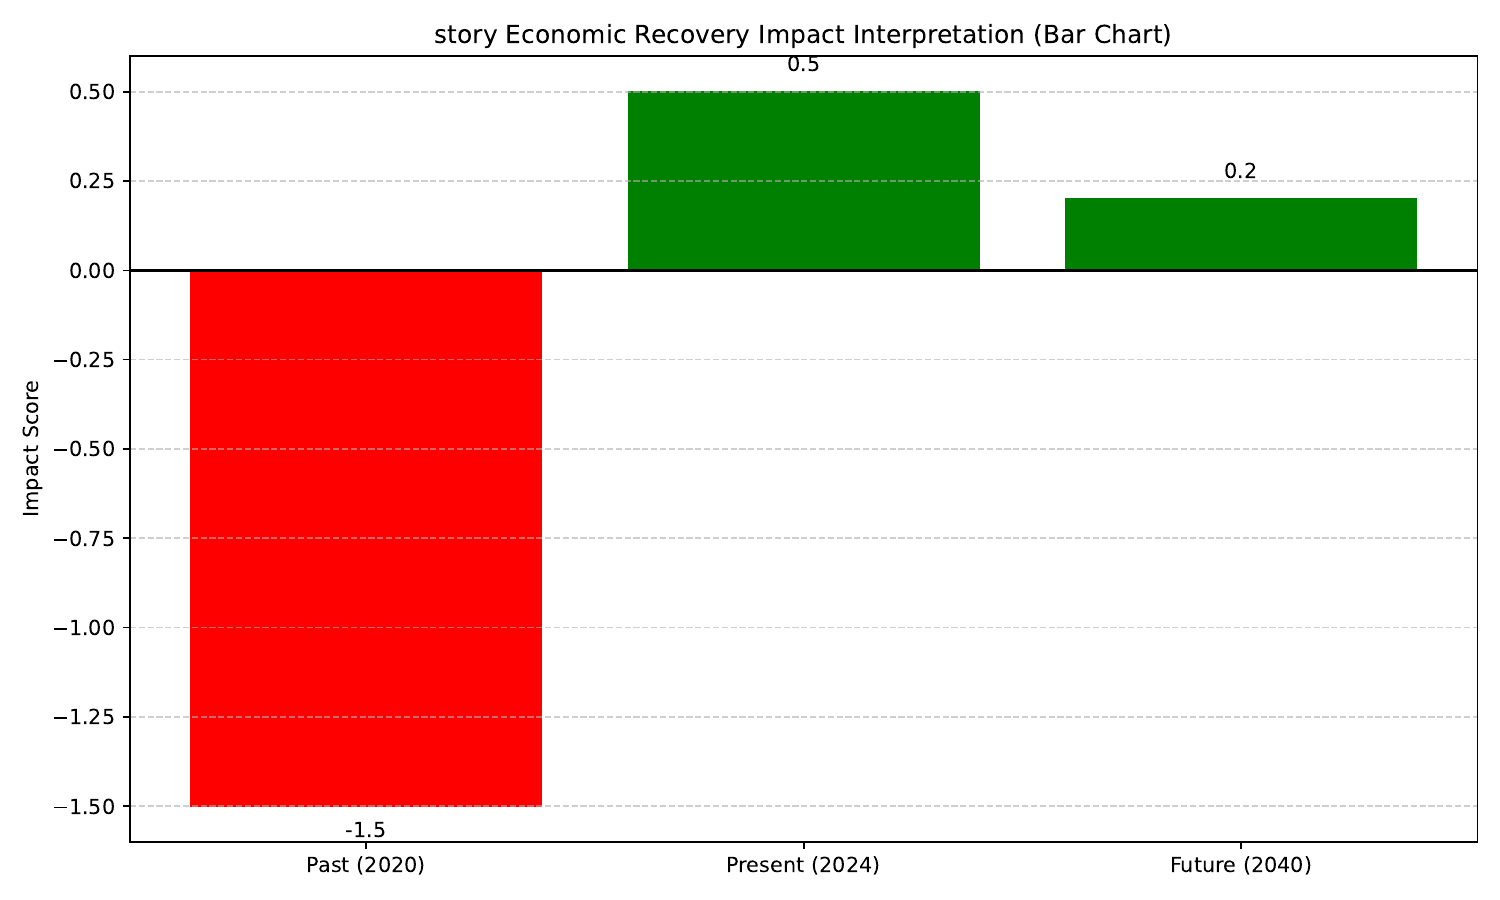 story Economic Recovery Impact Interpretation (Bar Chart)
0.5
0.50
0.25
0.2
0.00
−0.25
−0.50
−0.75
−1.00
−1.25
−1.50
Impact Score
-1.5
Past (2020)
Present (2024)
Future (2040)